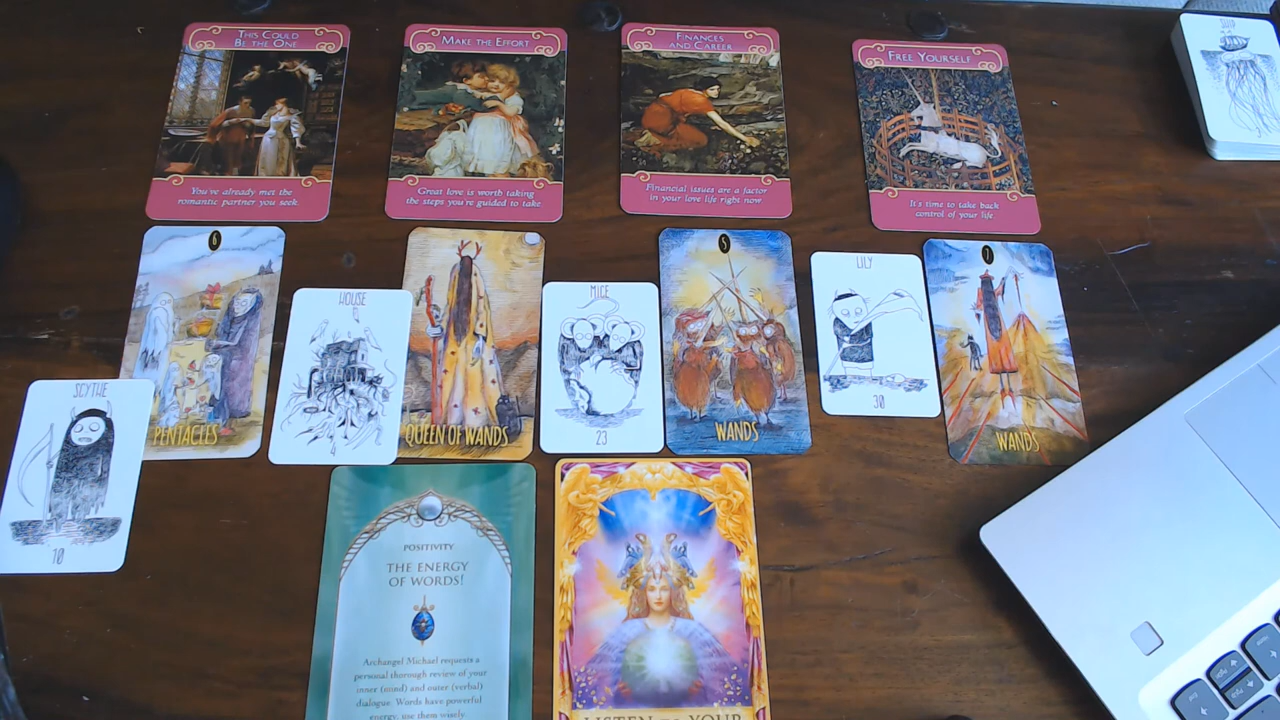 THIS COULD
BE THE ONE
You've already met the
romantic partner you seek.
MAKE THE EFFORT
Great love is worth taking
the steps you're guided to take
FINANCES
AND CAREER
Financial issues are a factor
in your love life right now
FREE YOURSELF
It's time to take back
control of your life.
SHIP
SCYTHE
10
6
PENTACLES
HOUSE
4
QUEEN OF WANDS
MICE
23
5
WANDS
LILY
30
7
WANDS
POSITIVITY
THE ENERGY
OF WORDS!
Archangel Michael requests a
personal thorough review of your
inner (mind) and outer (verbal)
dialogue. Words have powerful
energy, use them wisely.
LISTEN TO YOUR